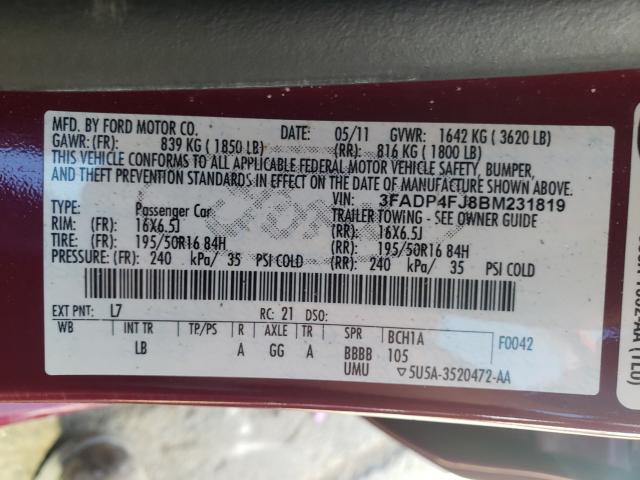 MFD. BY FORD MOTOR CO. DATE: 05/11 GVWR: 1642 KG ( 3620 LB)
GAWR: (FR): 839 KG ( 1850 LB) (RR): 816 KG ( 1800 LB)
THIS VEHICLE CONFORMS TO ALL APPLICABLE FEDERAL MOTOR VEHICLE SAFETY, BUMPER,
AND THEFT PREVENTION STANDARDS IN EFFECT ON THE DATE OF MANUFACTURE SHOWN ABOVE.
VIN: 3FADP4FJ8BM231819
TYPE: Passenger Car TRAILER TOWING - SEE OWNER GUIDE
RIM: (FR): 16X6.5J (RR): 16X6.5J
TIRE: (FR): 195/50R16 84H (RR): 195/50R16 84H
PRESSURE: (FR): 240 kPa/ 35 PSI COLD (RR): 240 kPa/ 35 PSI COLD
EXT PNT: L7 RC: 21 DSO:
WB INT TR TP/PS R AXLE TR SPR BCH1A F0042
LB A GG A BBBB 105
UMU ▽5U5A-3520472-AA